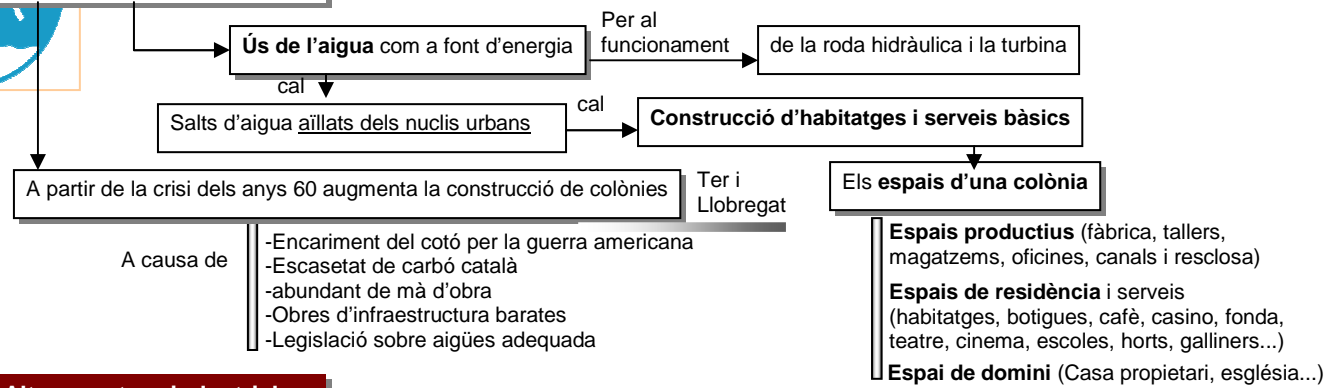 Ús de l'aigua com a font d'energia
Per al
funcionament
de la roda hidràulica i la turbina
cal
Salts d'aigua aïllats dels nuclis urbans
cal
Construcció d'habitatges i serveis bàsics
A partir de la crisi dels anys 60 augmenta la construcció de colònies
Ter i
Llobregat
Els espais d'una colònia
A causa de
-Encariment del cotó per la guerra americana
-Escasetat de carbó català
-abundant de mà d'obra
-Obres d'infraestructura barates
-Legislació sobre aigües adequada
Espais productius (fàbrica, tallers,
magatzems, oficines, canals i resclosa)
Espais de residència i serveis
(habitatges, botigues, cafè, casino, fonda,
teatre, cinema, escoles, horts, galliners...)
Espai de domini (Casa propietari, església...)